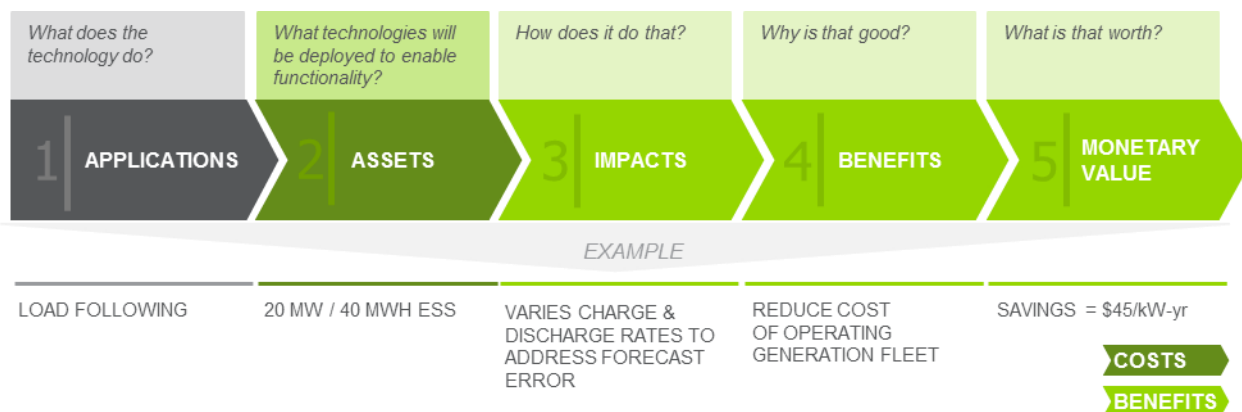 What does the
technology do?
What technologies will
be deployed to enable
functionality?
How does it do that?
Why is that good?
What is that worth?
1 APPLICATIONS
2 ASSETS
3 IMPACTS
4 BENEFITS
5 MONETARY
VALUE
EXAMPLE
LOAD FOLLOWING
20 MW / 40 MWH ESS
VARIES CHARGE &
DISCHARGE RATES TO
ADDRESS FORECAST
ERROR
REDUCE COST
OF OPERATING
GENERATION FLEET
SAVINGS = $45/kW-yr
COSTS
BENEFITS